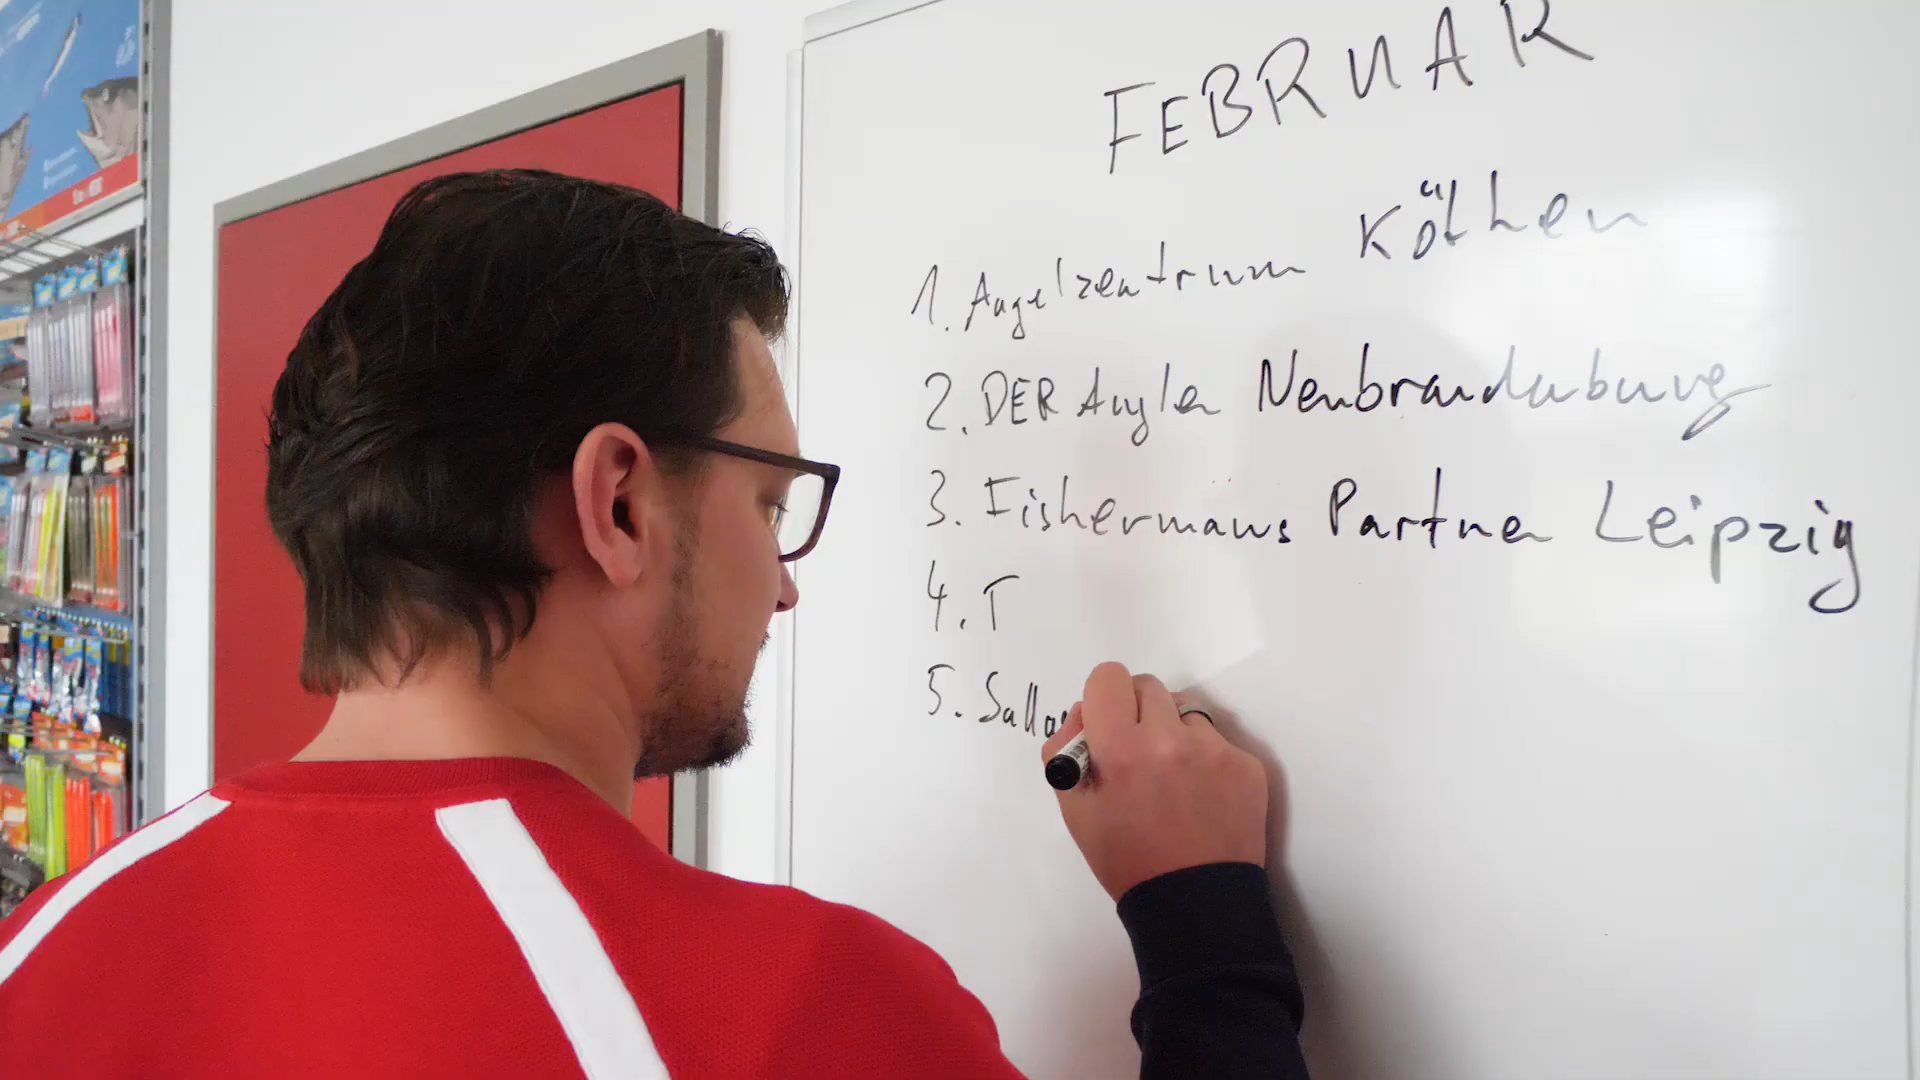 FEBRUAR
1. Angelzentrum Köthen
2. DER Angler Neubrandenburg
3. Fishermans Partner Leipzig
4. T
5. Salla